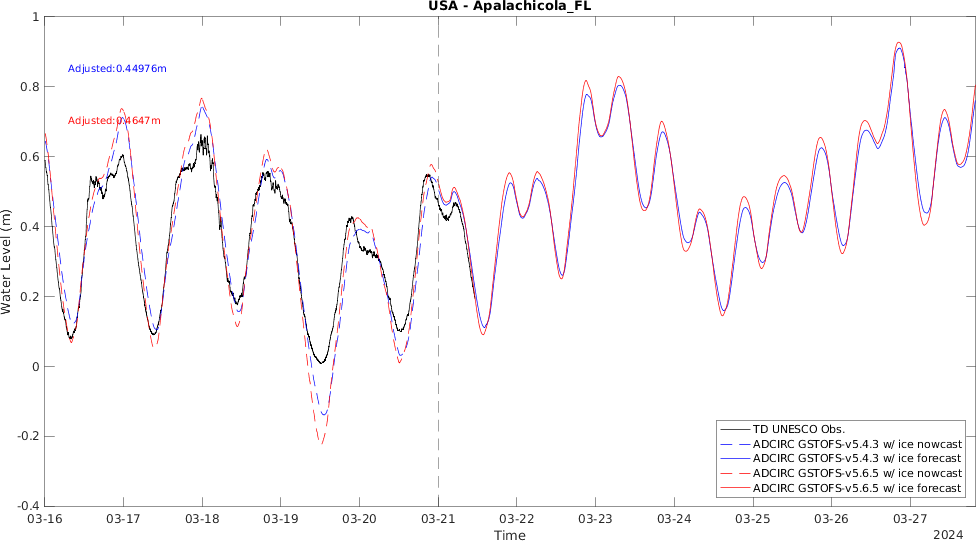 USA - Apalachicola_FL
1
0.8
0.6
0.4
0.2
0
-0.2
-0.4
Water Level (m)
Adjusted:0.44976m
Adjusted:0.4647m
TD UNESCO Obs.
ADCIRC GSTOFS-v5.4.3 w/ ice nowcast
ADCIRC GSTOFS-v5.4.3 w/ ice forecast
ADCIRC GSTOFS-v5.6.5 w/ ice nowcast
ADCIRC GSTOFS-v5.6.5 w/ ice forecast
03-16 03-17 03-18 03-19 03-20 03-21 03-22 03-23 03-24 03-25 03-26 03-27
Time
2024